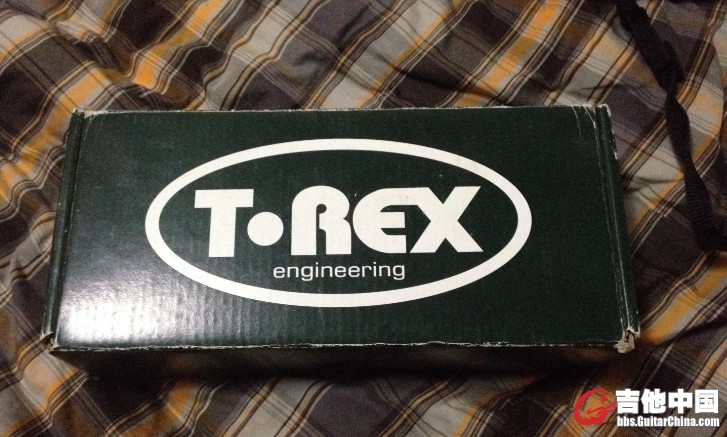 T•REX
engineering
吉他中国
bbs.GuitarChina.com